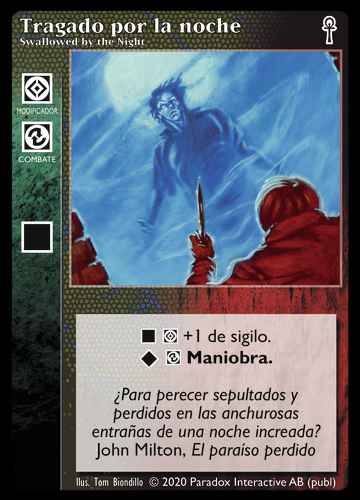 Tragado por la noche
Swallowed by the Night
MODIFICADOR
COMBATE
+1 de sigilo.
Maniobra.
¿Para perecer sepultados y
perdidos en las anchurosas
entrañas de una noche increada?
John Milton, El paraíso perdido
Ilus. Tom Biondillo © 2020 Paradox Interactive AB (publ)